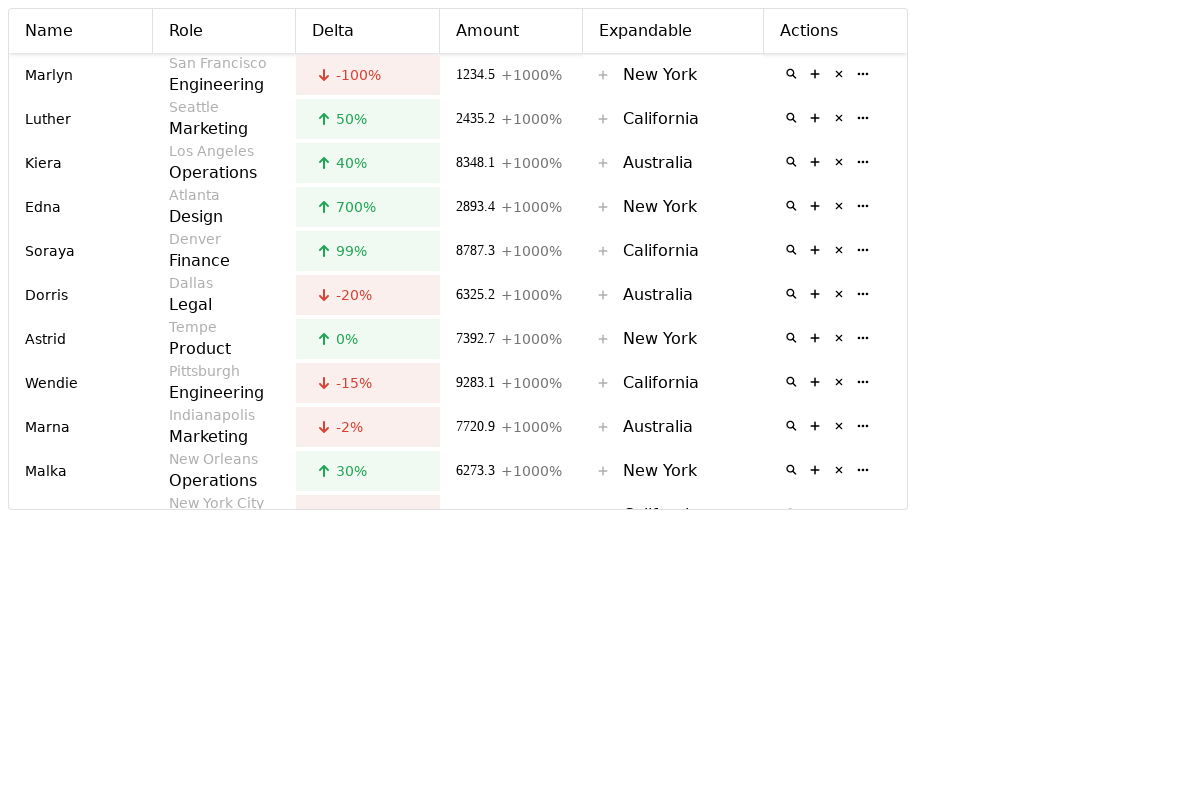 Name Role Delta Amount Expandable Actions
San Francisco
Marlyn Engineering -100% 1234.5 +1000% New York
Seattle
Luther Marketing 50% 2435.2 +1000% California
Los Angeles
Kiera Operations 40% 8348.1 +1000% Australia
Atlanta
Edna Design 700% 2893.4 +1000% New York
Denver
Soraya Finance 99% 8787.3 +1000% California
Dallas
Dorris Legal -20% 6325.2 +1000% Australia
Tempe
Astrid Product 0% 7392.7 +1000% New York
Pittsburgh
Wendie Engineering -15% 9283.1 +1000% California
Indianapolis
Marna Marketing -2% 7720.9 +1000% Australia
New Orleans
Malka Operations 30% 6273.3 +1000% New York
New York City